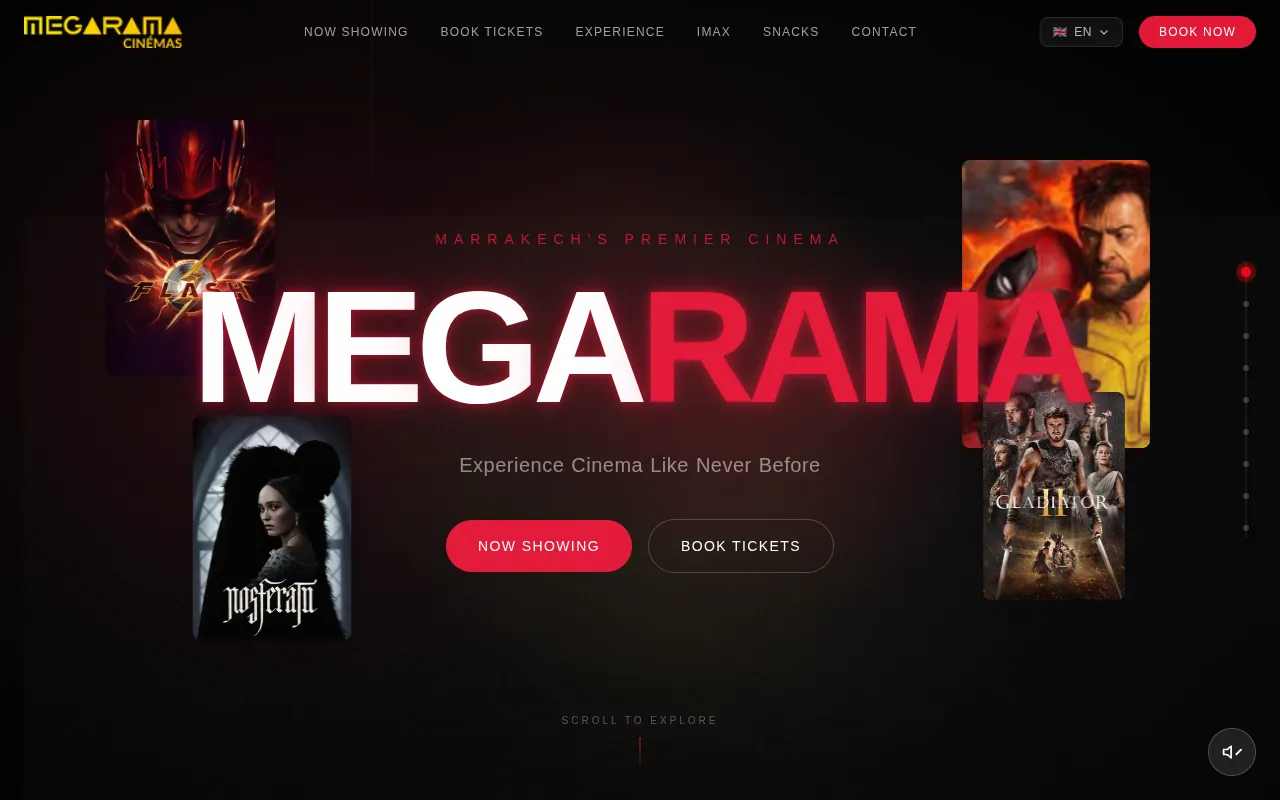 MEGARAMA
CINÉMAS
NOW SHOWING
BOOK TICKETS
EXPERIENCE
IMAX
SNACKS
CONTACT
EN
BOOK NOW
FLASH
MARRAKECH'S PREMIER CINEMA
MEGARAMA
Experience Cinema Like Never Before
GLADIATOR
II
NOW SHOWING
BOOK TICKETS
nosferatu
SCROLL TO EXPLORE